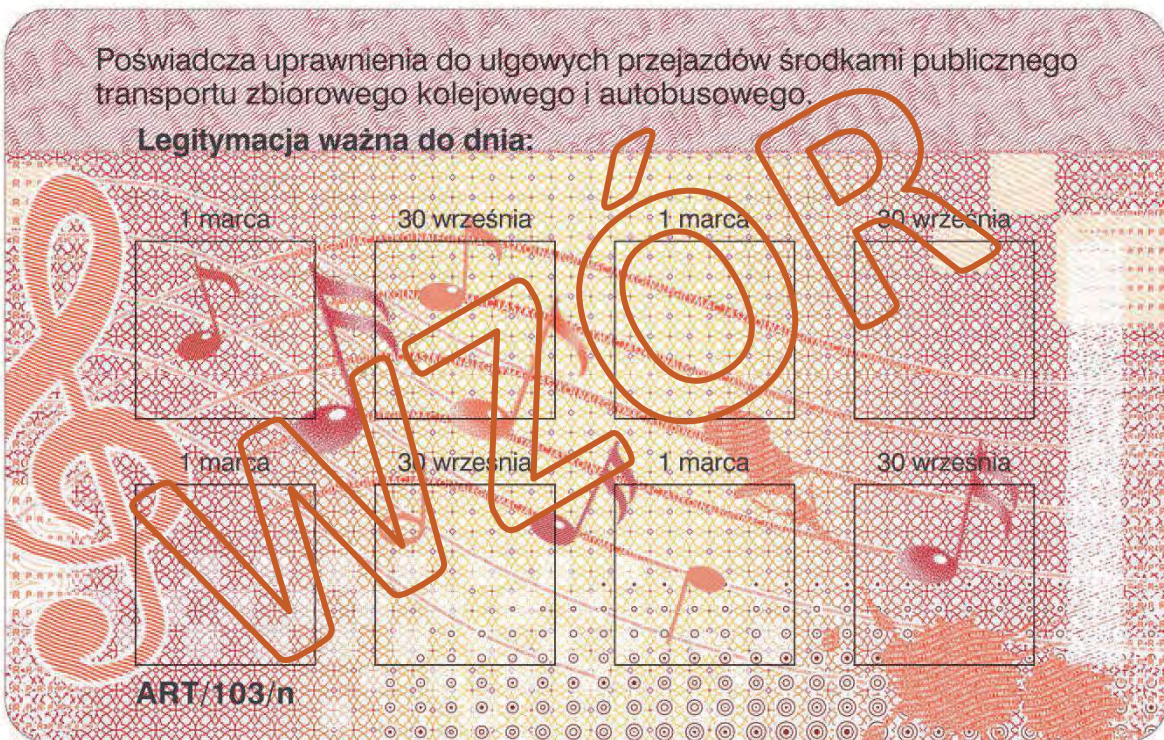 Poświadcza uprawnienia do ulgowych przejazdów środkami publicznego
transportu zbiorowego kolejowego i autobusowego.
Legitymacja ważna do dnia:
1 marca 30 września 1 marca 30 września
1 marca 30 września 1 marca 30 września
WZÓR
ART/103/n